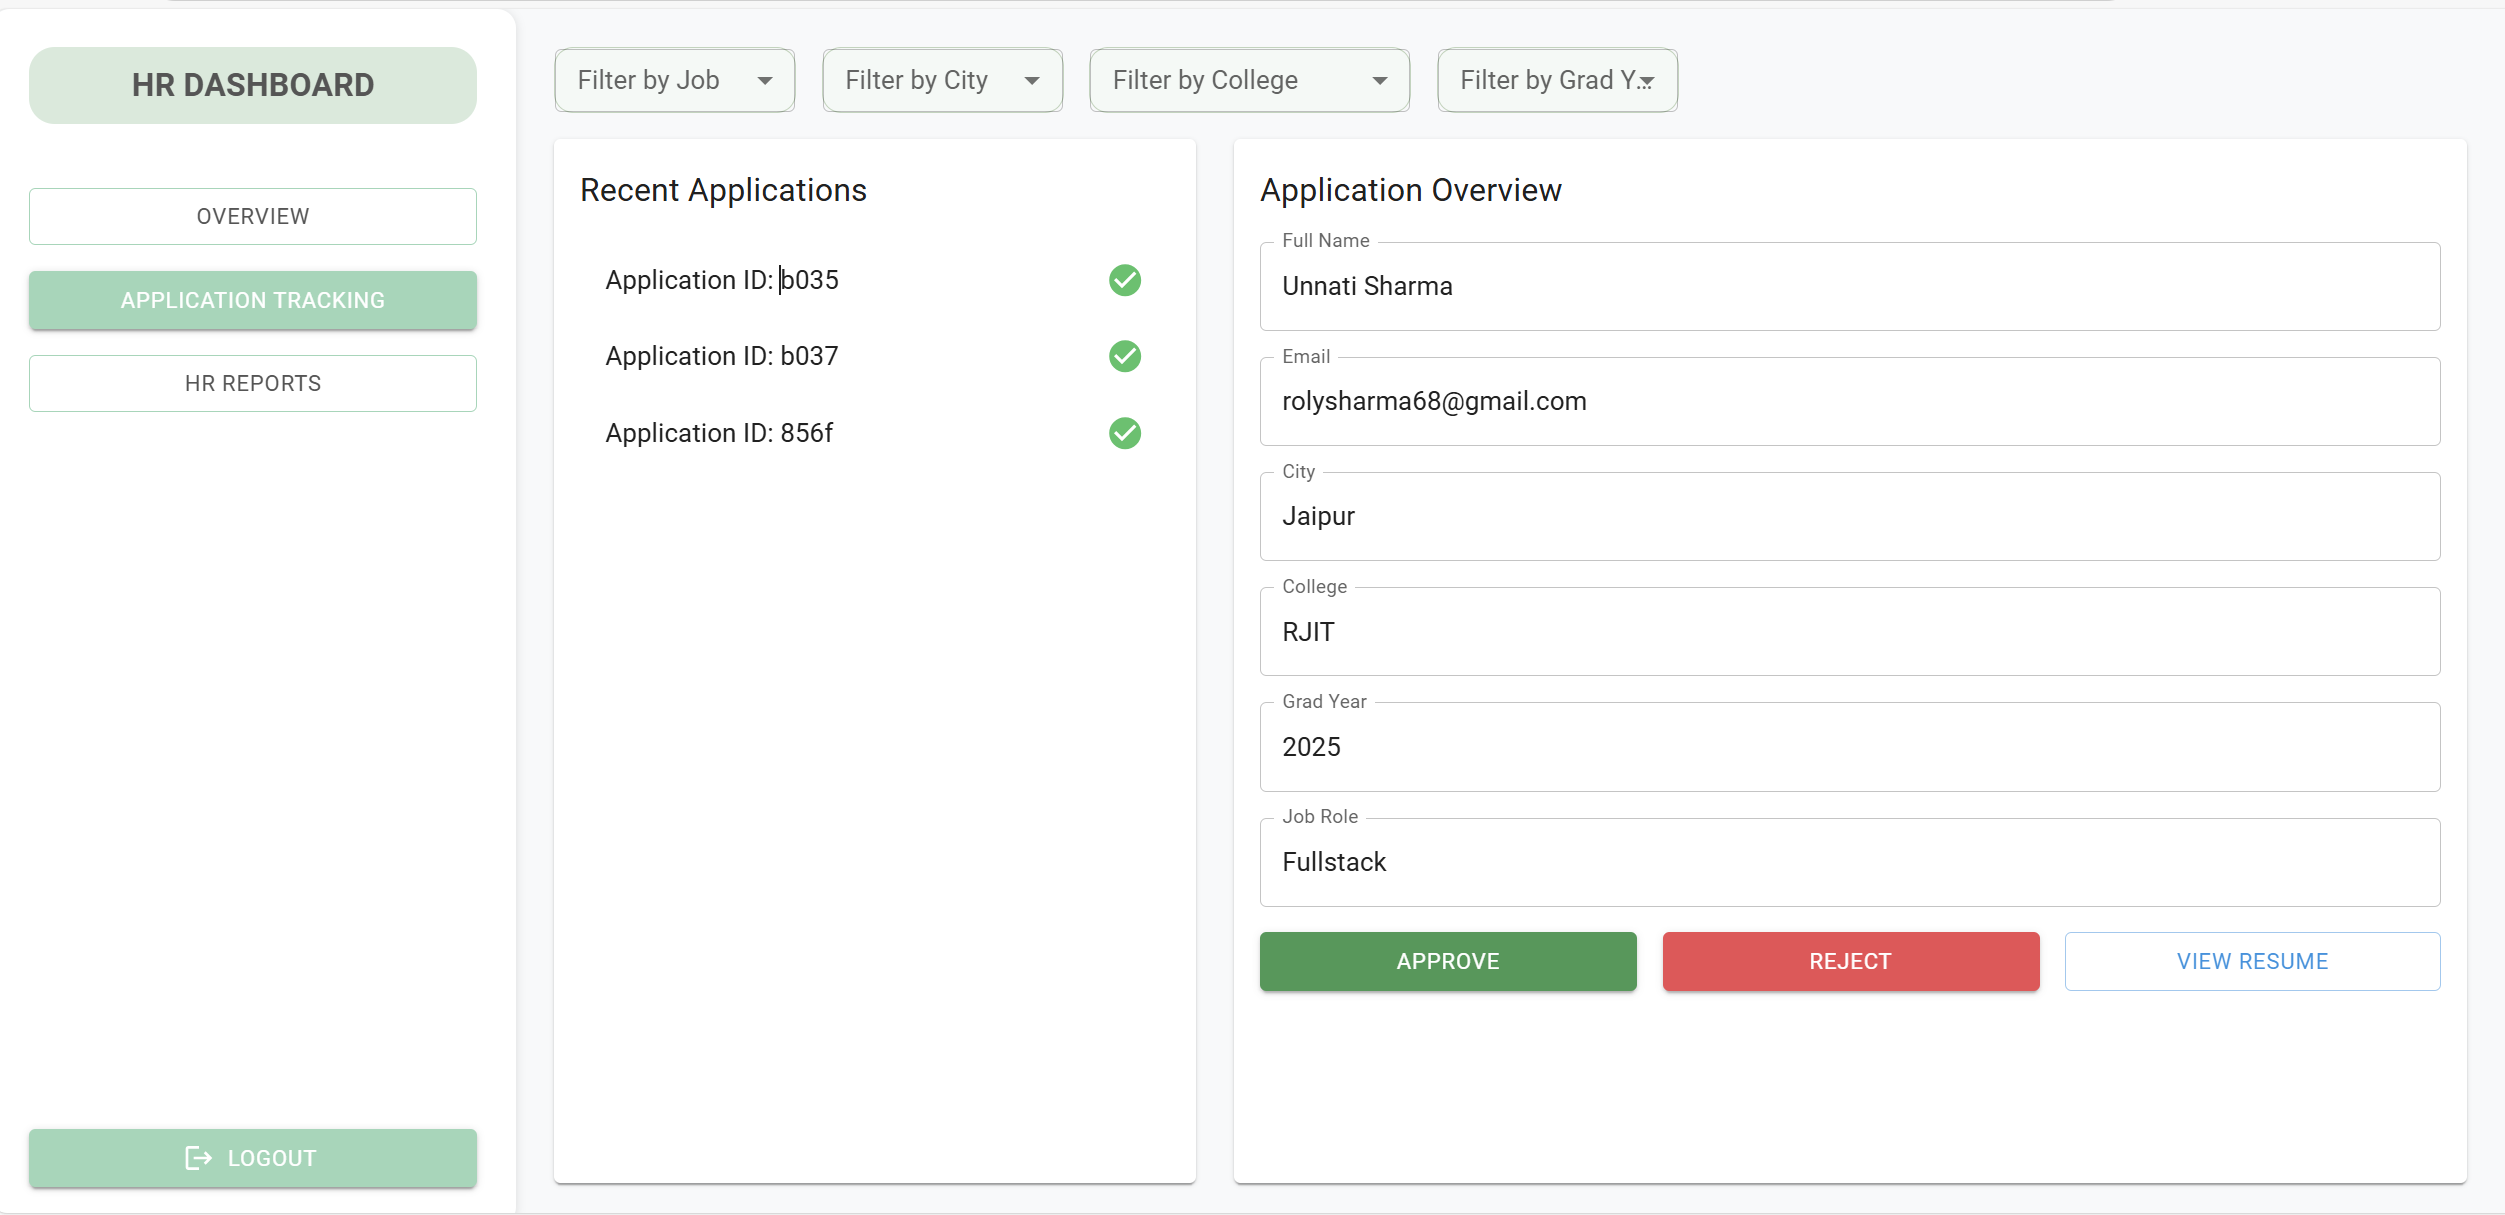 HR DASHBOARD
OVERVIEW
APPLICATION TRACKING
HR REPORTS
LOGOUT
Filter by Job
Filter by City
Filter by College
Filter by Grad Y...
Recent Applications
Application ID: b035
Application ID: b037
Application ID: 856f
Application Overview
Full Name
Unnati Sharma
Email
rolysharma68@gmail.com
City
Jaipur
College
RJIT
Grad Year
2025
Job Role
Fullstack
APPROVE
REJECT
VIEW RESUME